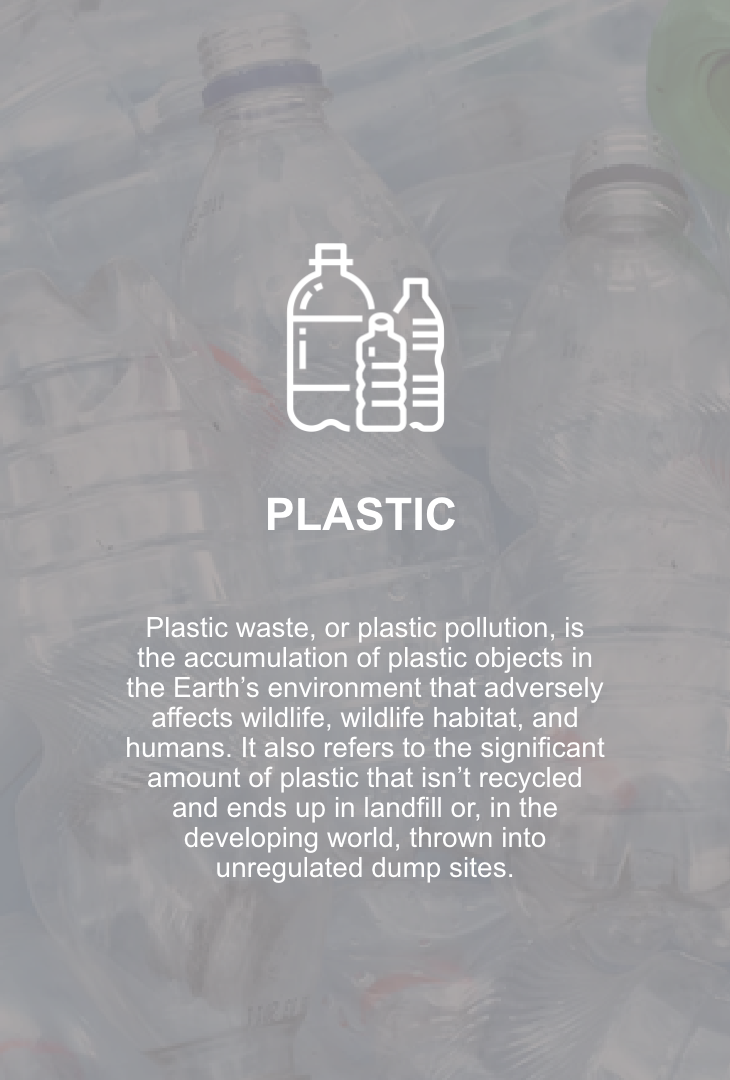 PLASTIC
Plastic waste, or plastic pollution, is
the accumulation of plastic objects in
the Earth’s environment that adversely
affects wildlife, wildlife habitat, and
humans. It also refers to the significant
amount of plastic that isn’t recycled
and ends up in landfill or, in the
developing world, thrown into
unregulated dump sites.